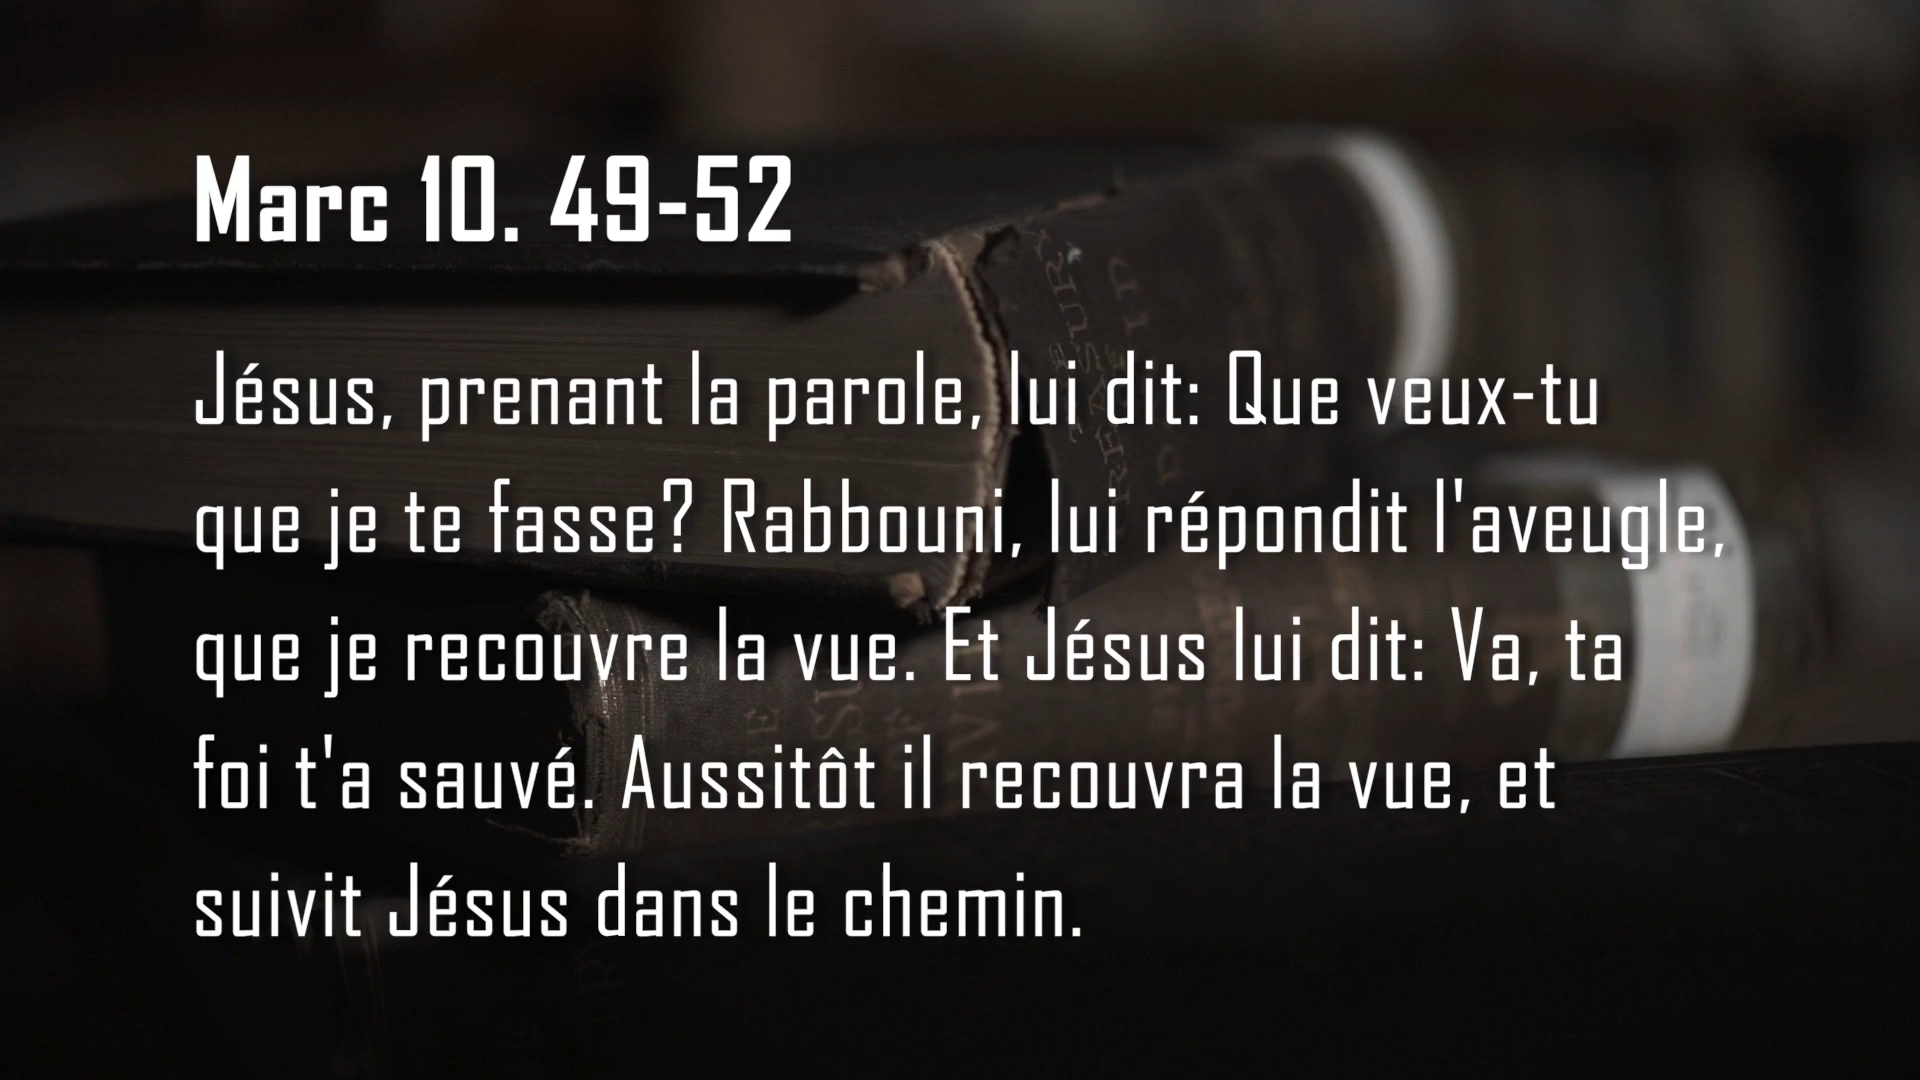 Marc 10. 49-52
Jésus, prenant la parole, lui dit: Que veux-tu
que je te fasse? Rabbouni, lui répondit l'aveugle,
que je recouvre la vue. Et Jésus lui dit: Va, ta
foi t'a sauvé. Aussitôt il recouvra la vue, et
suivit Jésus dans le chemin.